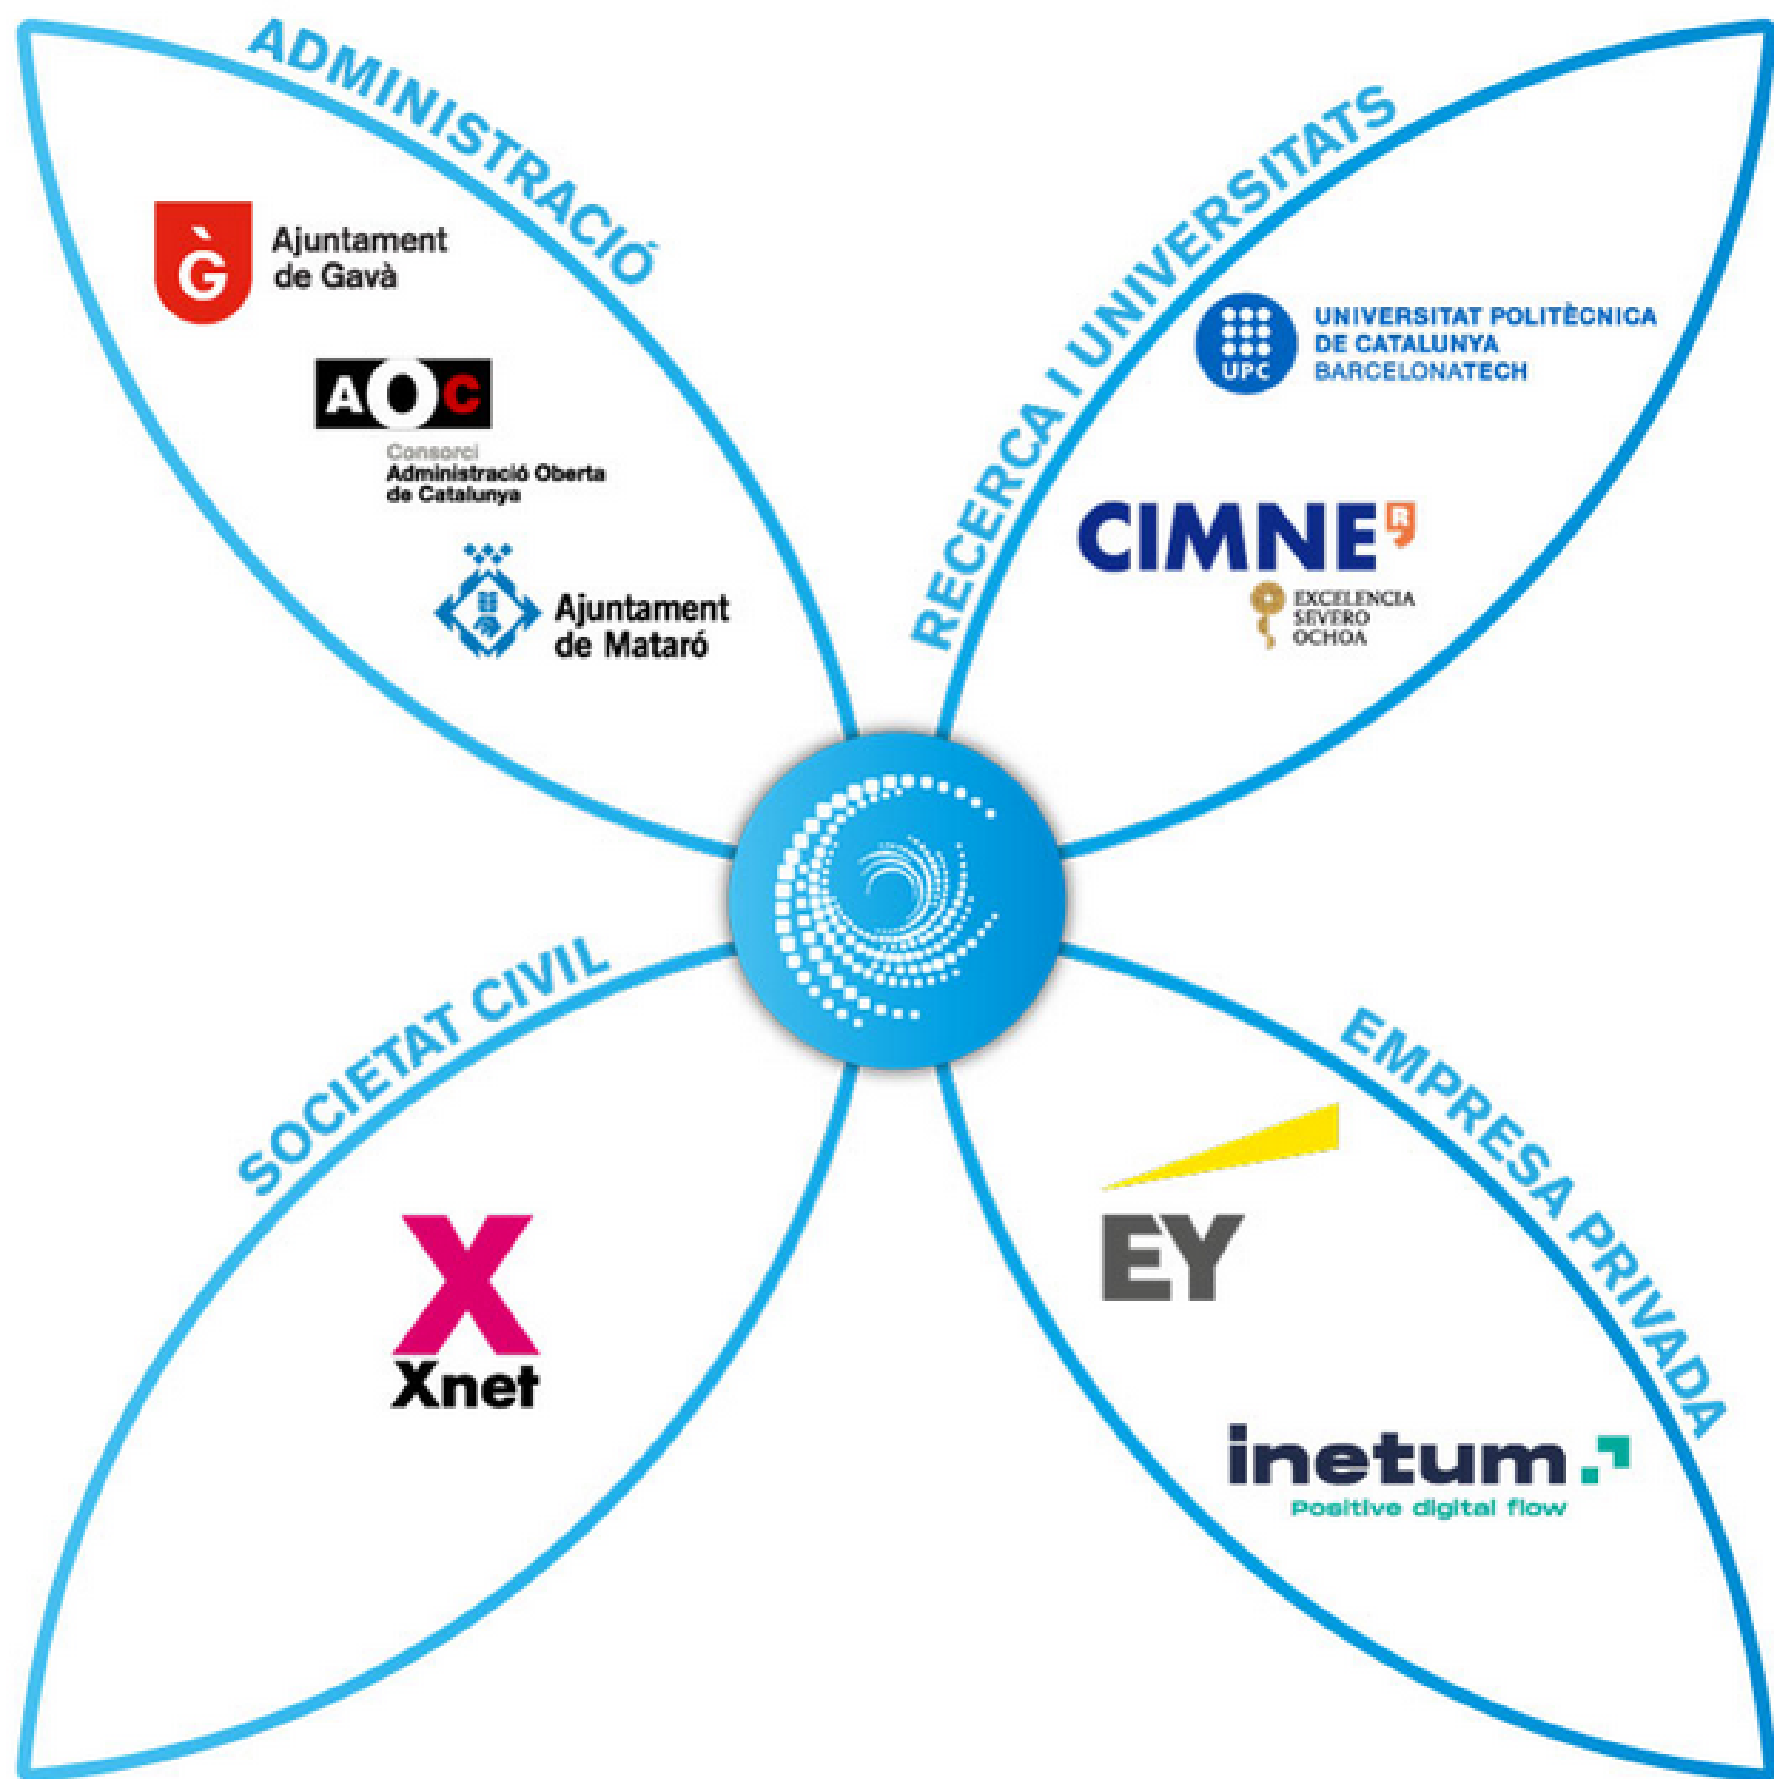 ADMINISTRACIÓ
Ajuntament
de Gavà
AOC
Consorci
Administració Oberta
de Catalunya
Ajuntament
de Mataró
RECERCA I UNIVERSITATS
UPC
UNIVERSITAT POLITÈCNICA
DE CATALUNYA
BARCELONATECH
CIMNE R
EXCELENCIA
SEVERO
OCHOA
SOCIETAT CIVIL
X
Xnet
EMPRESA PRIVADA
EY
inetum
Positive digital flow